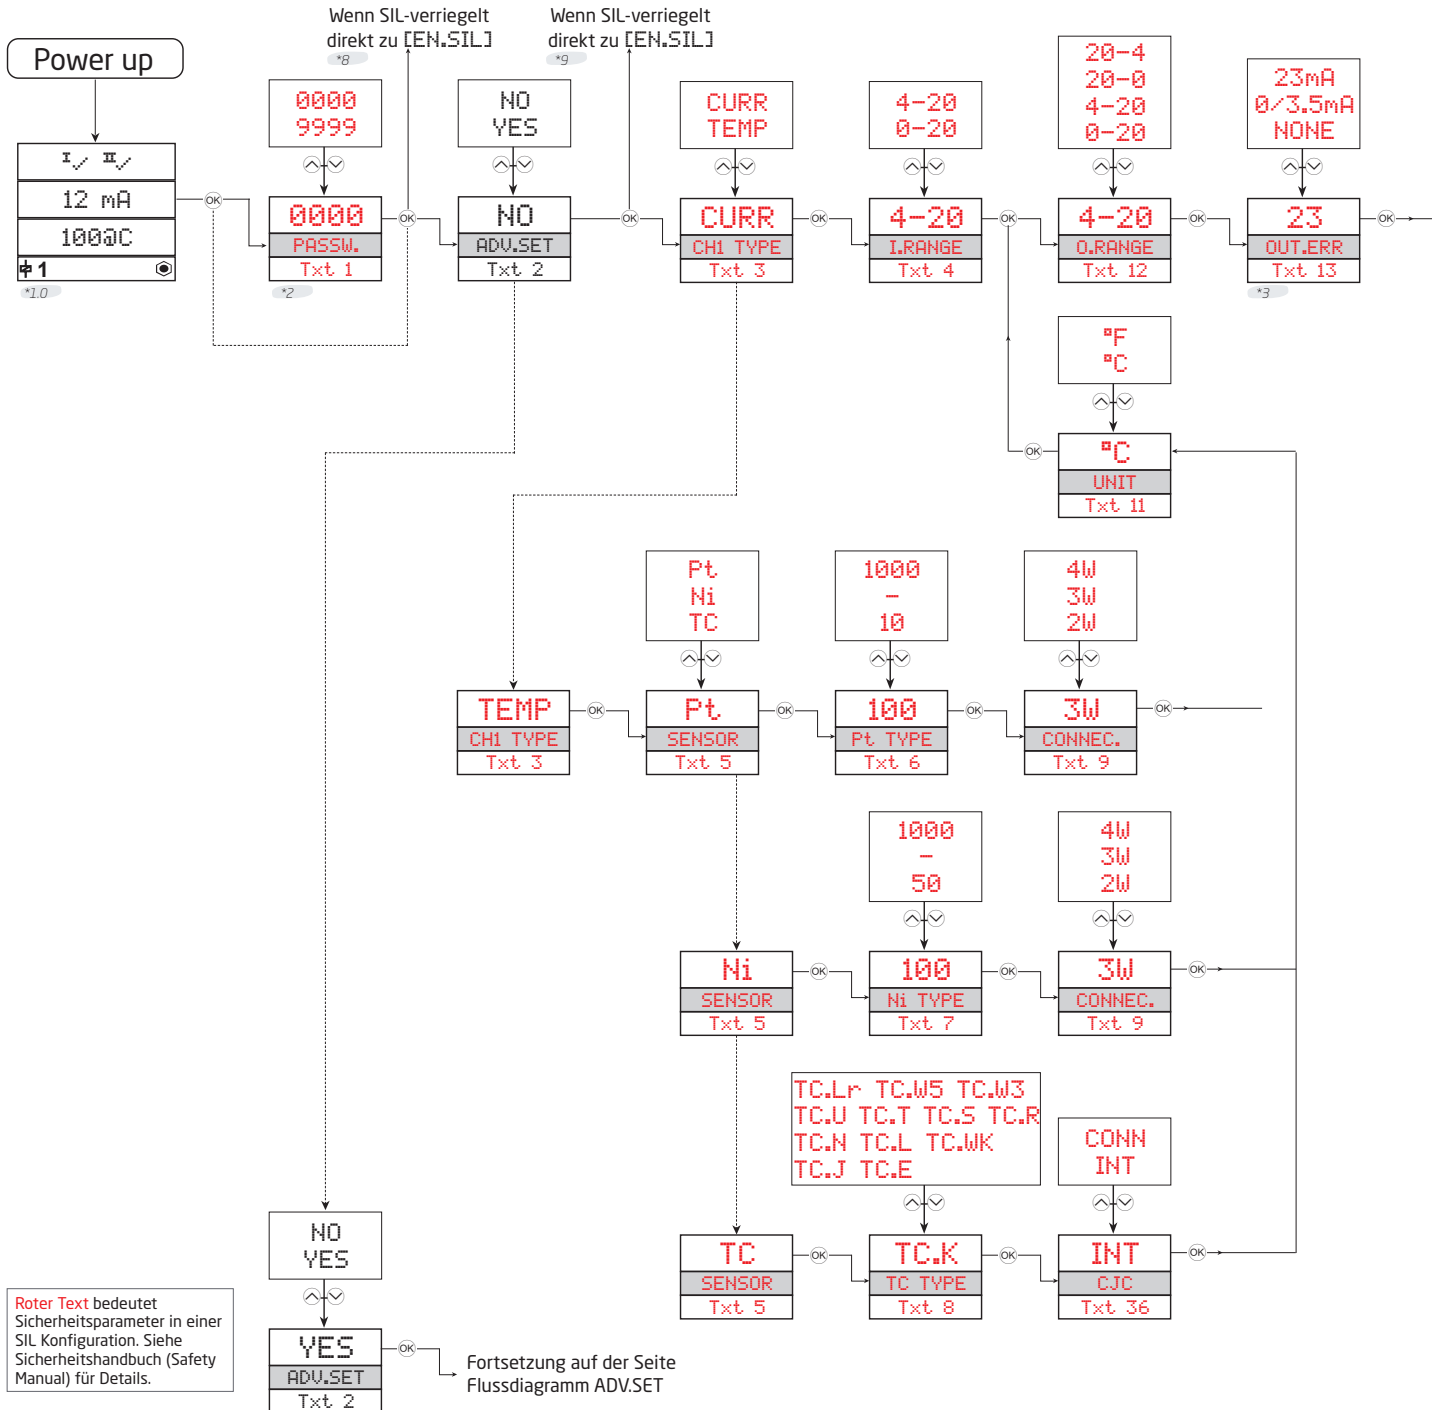 Wenn SIL-verriegelt
direkt zu [EN.SIL]
*8
Wenn SIL-verriegelt
direkt zu [EN.SIL]
*9
Power up
0000
9999
NO
YES
CURR
TEMP
4-20
0-20
20-4
20-0
4-20
0-20
23mA
0/3.5mA
NONE
I✓ II✓
12 mA
100@C
1
*1.0
OK
0000
PASSW.
Txt 1
*2
OK
NO
ADV.SET
Txt 2
OK
CURR
CH1 TYPE
Txt 3
OK
4-20
I.RANGE
Txt 4
OK
4-20
O.RANGE
Txt 12
OK
23
OUT.ERR
Txt 13
*3
OK
°F
°C
OK
°C
UNIT
Txt 11
Pt
Ni
TC
1000
-
10
4W
3W
2W
TEMP
CH1 TYPE
Txt 3
OK
Pt
SENSOR
Txt 5
OK
100
Pt TYPE
Txt 6
OK
3W
CONNEC.
Txt 9
OK
1000
-
50
4W
3W
2W
Ni
SENSOR
Txt 5
OK
100
Ni TYPE
Txt 7
OK
3W
CONNEC.
Txt 9
OK
TC.Lr TC.W5 TC.W3
TC.U TC.T TC.S TC.R
TC.N TC.L TC.WK
TC.J TC.E
CONN
INT
TC
SENSOR
Txt 5
OK
TC.K
TC TYPE
Txt 8
OK
INT
CJC
Txt 36
OK
NO
YES
YES
ADV.SET
Txt 2
OK
Fortsetzung auf der Seite
Flussdiagramm ADV.SET
Roter Text bedeutet
Sicherheitsparameter in einer
SIL Konfiguration. Siehe
Sicherheitshandbuch (Safety
Manual) für Details.